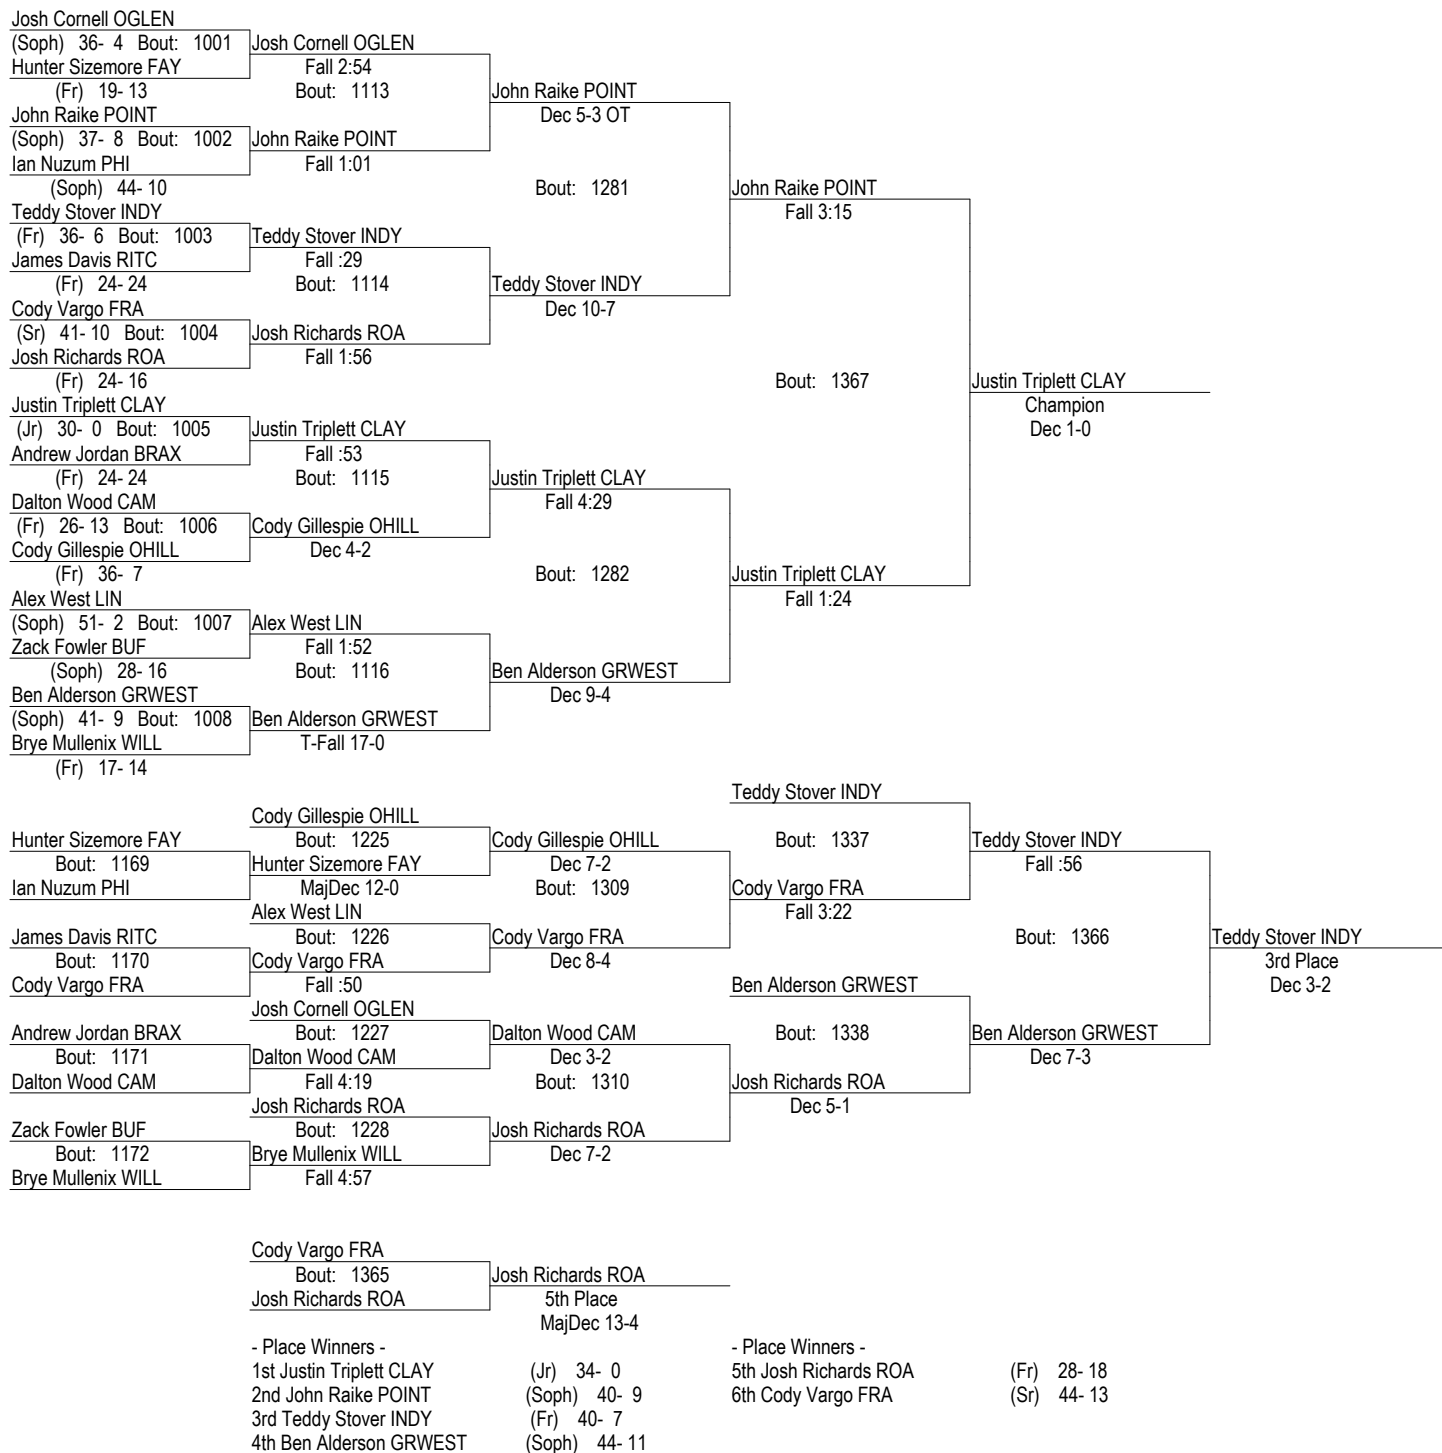 Josh Cornell OGLEN
(Soph) 36- 4 Bout: 1001
Hunter Sizemore FAY
(Fr) 19- 13
John Raike POINT
(Soph) 37- 8 Bout: 1002
Ian Nuzum PHI
(Soph) 44- 10
Teddy Stover INDY
(Fr) 36- 6 Bout: 1003
James Davis RITC
(Fr) 24- 24
Cody Vargo FRA
(Sr) 41- 10 Bout: 1004
Josh Richards ROA
(Fr) 24- 16
Justin Triplett CLAY
(Jr) 30- 0 Bout: 1005
Andrew Jordan BRAX
(Fr) 24- 24
Dalton Wood CAM
(Fr) 26- 13 Bout: 1006
Cody Gillespie OHILL
(Fr) 36- 7
Alex West LIN
(Soph) 51- 2 Bout: 1007
Zack Fowler BUF
(Soph) 28- 16
Ben Alderson GRWEST
(Soph) 41- 9 Bout: 1008
Brye Mullenix WILL
(Fr) 17- 14
Josh Cornell OGLEN
Fall 2:54
Bout: 1113
John Raike POINT
Fall 1:01
Teddy Stover INDY
Fall :29
Bout: 1114
Josh Richards ROA
Fall 1:56
Justin Triplett CLAY
Fall :53
Bout: 1115
Cody Gillespie OHILL
Dec 4-2
Alex West LIN
Fall 1:52
Bout: 1116
Ben Alderson GRWEST
T-Fall 17-0
John Raike POINT
Dec 5-3 OT
Bout: 1281
Teddy Stover INDY
Dec 10-7
Justin Triplett CLAY
Fall 4:29
Bout: 1282
Ben Alderson GRWEST
Dec 9-4
John Raike POINT
Fall 3:15
Bout: 1367
Justin Triplett CLAY
Fall 1:24
Justin Triplett CLAY
Champion
Dec 1-0
Hunter Sizemore FAY
Bout: 1169
Ian Nuzum PHI
James Davis RITC
Bout: 1170
Cody Vargo FRA
Andrew Jordan BRAX
Bout: 1171
Dalton Wood CAM
Zack Fowler BUF
Bout: 1172
Brye Mullenix WILL
Cody Gillespie OHILL
Bout: 1225
Hunter Sizemore FAY
MajDec 12-0
Alex West LIN
Bout: 1226
Cody Vargo FRA
Fall :50
Josh Cornell OGLEN
Bout: 1227
Dalton Wood CAM
Fall 4:19
Josh Richards ROA
Bout: 1228
Brye Mullenix WILL
Fall 4:57
Cody Gillespie OHILL
Dec 7-2
Bout: 1309
Cody Vargo FRA
Dec 8-4
Dalton Wood CAM
Dec 3-2
Bout: 1310
Josh Richards ROA
Dec 7-2
Teddy Stover INDY
Bout: 1337
Cody Vargo FRA
Fall 3:22
Ben Alderson GRWEST
Bout: 1338
Josh Richards ROA
Dec 5-1
Teddy Stover INDY
Fall :56
Bout: 1366
Ben Alderson GRWEST
Dec 7-3
Teddy Stover INDY
3rd Place
Dec 3-2
Cody Vargo FRA
Bout: 1365
Josh Richards ROA
Josh Richards ROA
5th Place
MajDec 13-4
- Place Winners -
1st Justin Triplett CLAY (Jr) 34- 0
2nd John Raike POINT (Soph) 40- 9
3rd Teddy Stover INDY (Fr) 40- 7
4th Ben Alderson GRWEST (Soph) 44- 11
- Place Winners -
5th Josh Richards ROA (Fr) 28- 18
6th Cody Vargo FRA (Sr) 44- 13